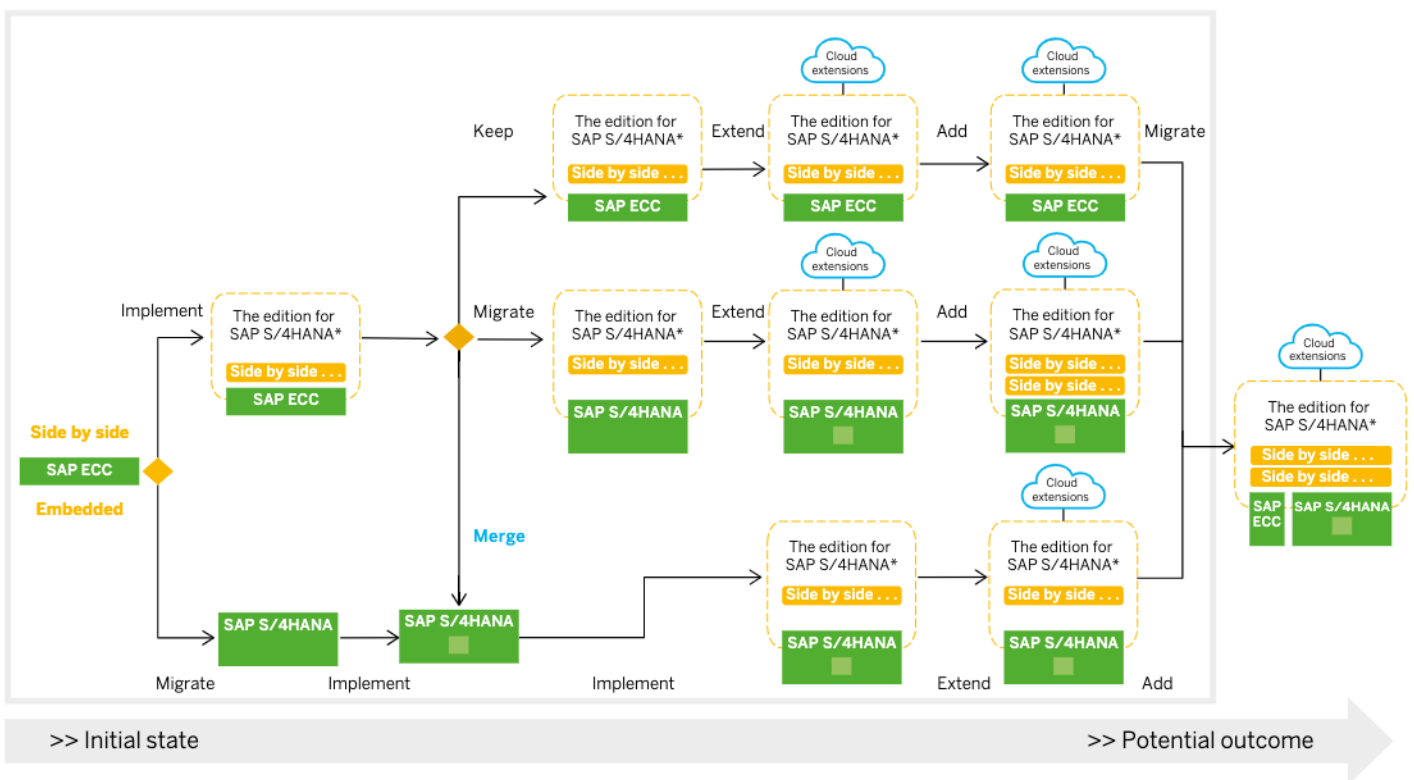 Cloud
extensions
Cloud
extensions
Keep
The edition for
SAP S/4HANA*
Side by side . . .
SAP ECC
Extend
The edition for
SAP S/4HANA*
Side by side . . .
SAP ECC
Add
The edition for
SAP S/4HANA*
Side by side . . .
SAP ECC
Migrate
Cloud
extensions
Cloud
extensions
Implement
The edition for
SAP S/4HANA*
Side by side . . .
SAP ECC
Migrate
The edition for
SAP S/4HANA*
Side by side . . .
SAP S/4HANA
Extend
The edition for
SAP S/4HANA*
Side by side . . .
SAP S/4HANA
Add
The edition for
SAP S/4HANA*
Side by side . . .
Side by side . . .
SAP S/4HANA
Cloud
extensions
The edition for
SAP S/4HANA*
Side by side . . .
Side by side . . .
SAP
ECC
SAP S/4HANA
Side by side
SAP ECC
Embedded
Merge
Cloud
extensions
The edition for
SAP S/4HANA*
Side by side . . .
SAP S/4HANA
The edition for
SAP S/4HANA*
Side by side . . .
SAP S/4HANA
SAP S/4HANA
SAP S/4HANA
Migrate
Implement
Implement
Extend
Add
>> Initial state
>> Potential outcome